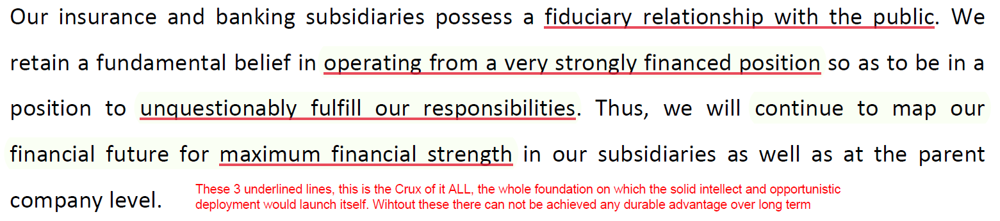 Our insurance and banking subsidiaries possess a fiduciary relationship with the public. We
retain a fundamental belief in operating from a very strongly financed position so as to be in a
position to unquestionably fulfill our responsibilities. Thus, we will continue to map our
financial future for maximum financial strength in our subsidiaries as well as at the parent
company level.
These 3 underlined lines, this is the Crux of it ALL, the whole foundation on which the solid intellect and opportunistic
deployment would launch itself. Wihtout these there can not be achieved any durable advantage over long term